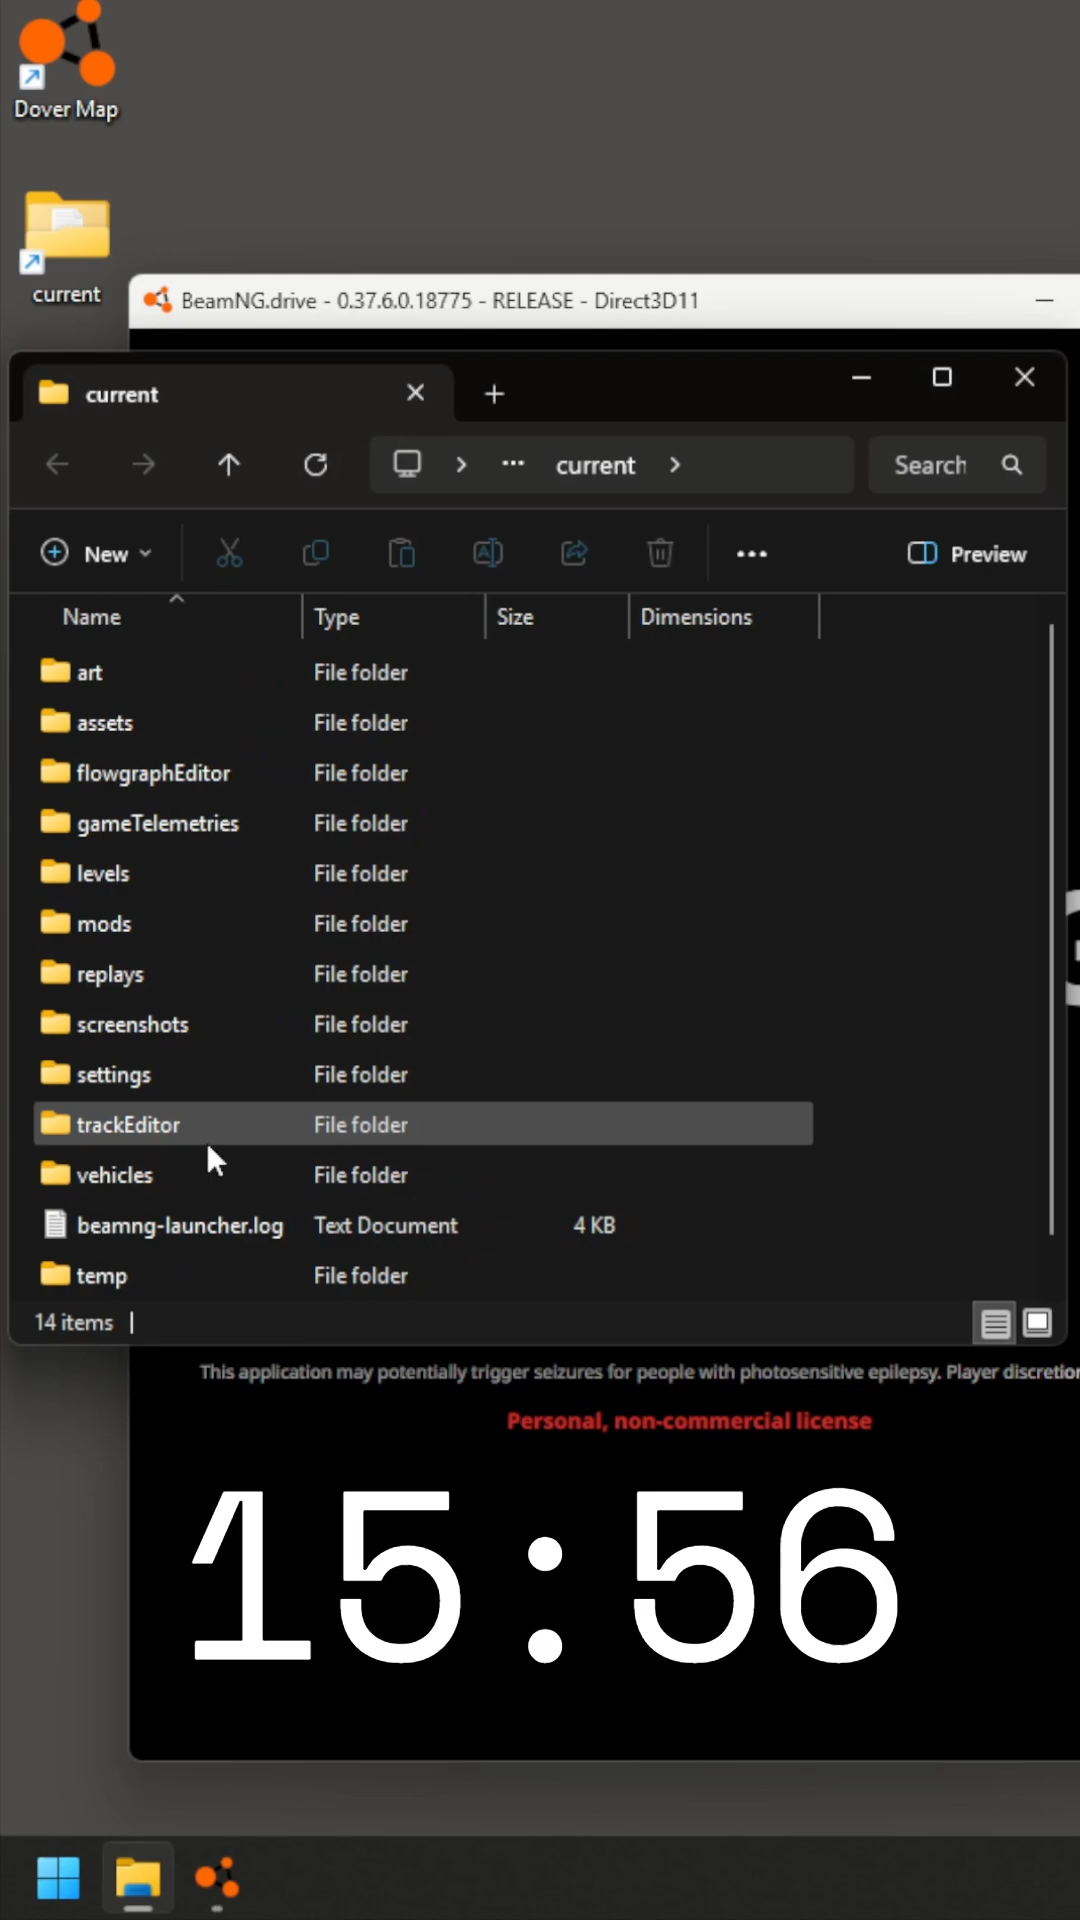 Dover Map
current
BeamNG.drive - 0.37.6.0.18775 - RELEASE - Direct3D11
current
current
Search
New
Preview
Name Type Size Dimensions
art File folder
assets File folder
flowgraphEditor File folder
gameTelemetries File folder
levels File folder
mods File folder
replays File folder
screenshots File folder
settings File folder
trackEditor File folder
vehicles File folder
beamng-launcher.log Text Document 4 KB
temp File folder
14 items
This application may potentially trigger seizures for people with photosensitive epilepsy. Player discretion
Personal, non-commercial license
15:56